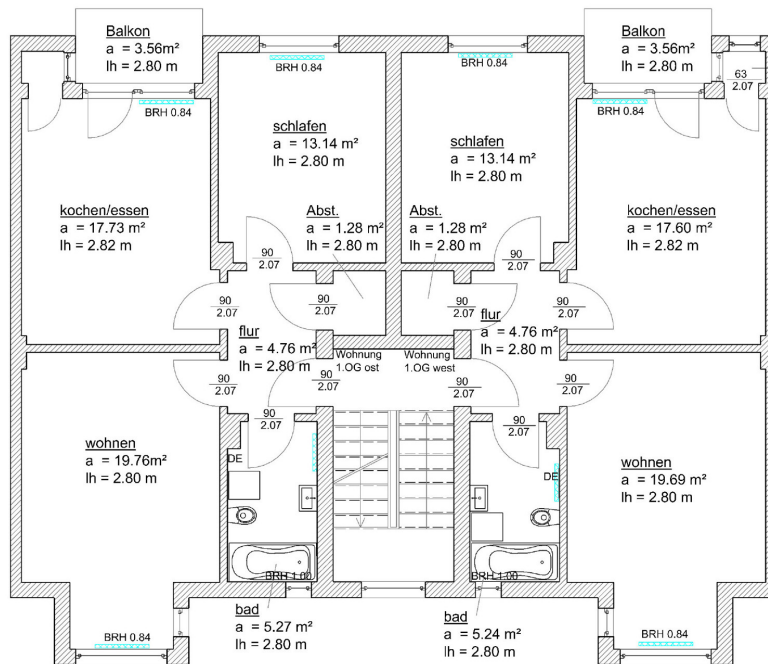 Balkon
a = 3.56m²
lh = 2.80 m
Balkon
a = 3.56m²
lh = 2.80 m
BRH 0.84
BRH 0.84
63
2.07
BRH 0.84
BRH 0.84
schlafen
a = 13.14 m²
lh = 2.80 m
schlafen
a = 13.14 m²
lh = 2.80 m
kochen/essen
a = 17.73 m²
lh = 2.82 m
Abst.
a = 1.28 m²
lh = 2.80 m
Abst.
a = 1.28 m²
lh = 2.80 m
kochen/essen
a = 17.60 m²
lh = 2.82 m
90
2.07
90
2.07
90
2.07
90
2.07
90
2.07
90
2.07
flur
a = 4.76 m²
lh = 2.80 m
flur
a = 4.76 m²
lh = 2.80 m
Wohnung
1.OG ost
Wohnung
1.OG west
90
2.07
90
2.07
90
2.07
90
2.07
90
2.07
90
2.07
wohnen
a = 19.76m²
lh = 2.80 m
DE
DE
wohnen
a = 19.69 m²
lh = 2.80 m
BRH 1.00
BRH 1.00
bad
a = 5.27 m²
lh = 2.80 m
bad
a = 5.24 m²
lh = 2.80 m
BRH 0.84
BRH 0.84